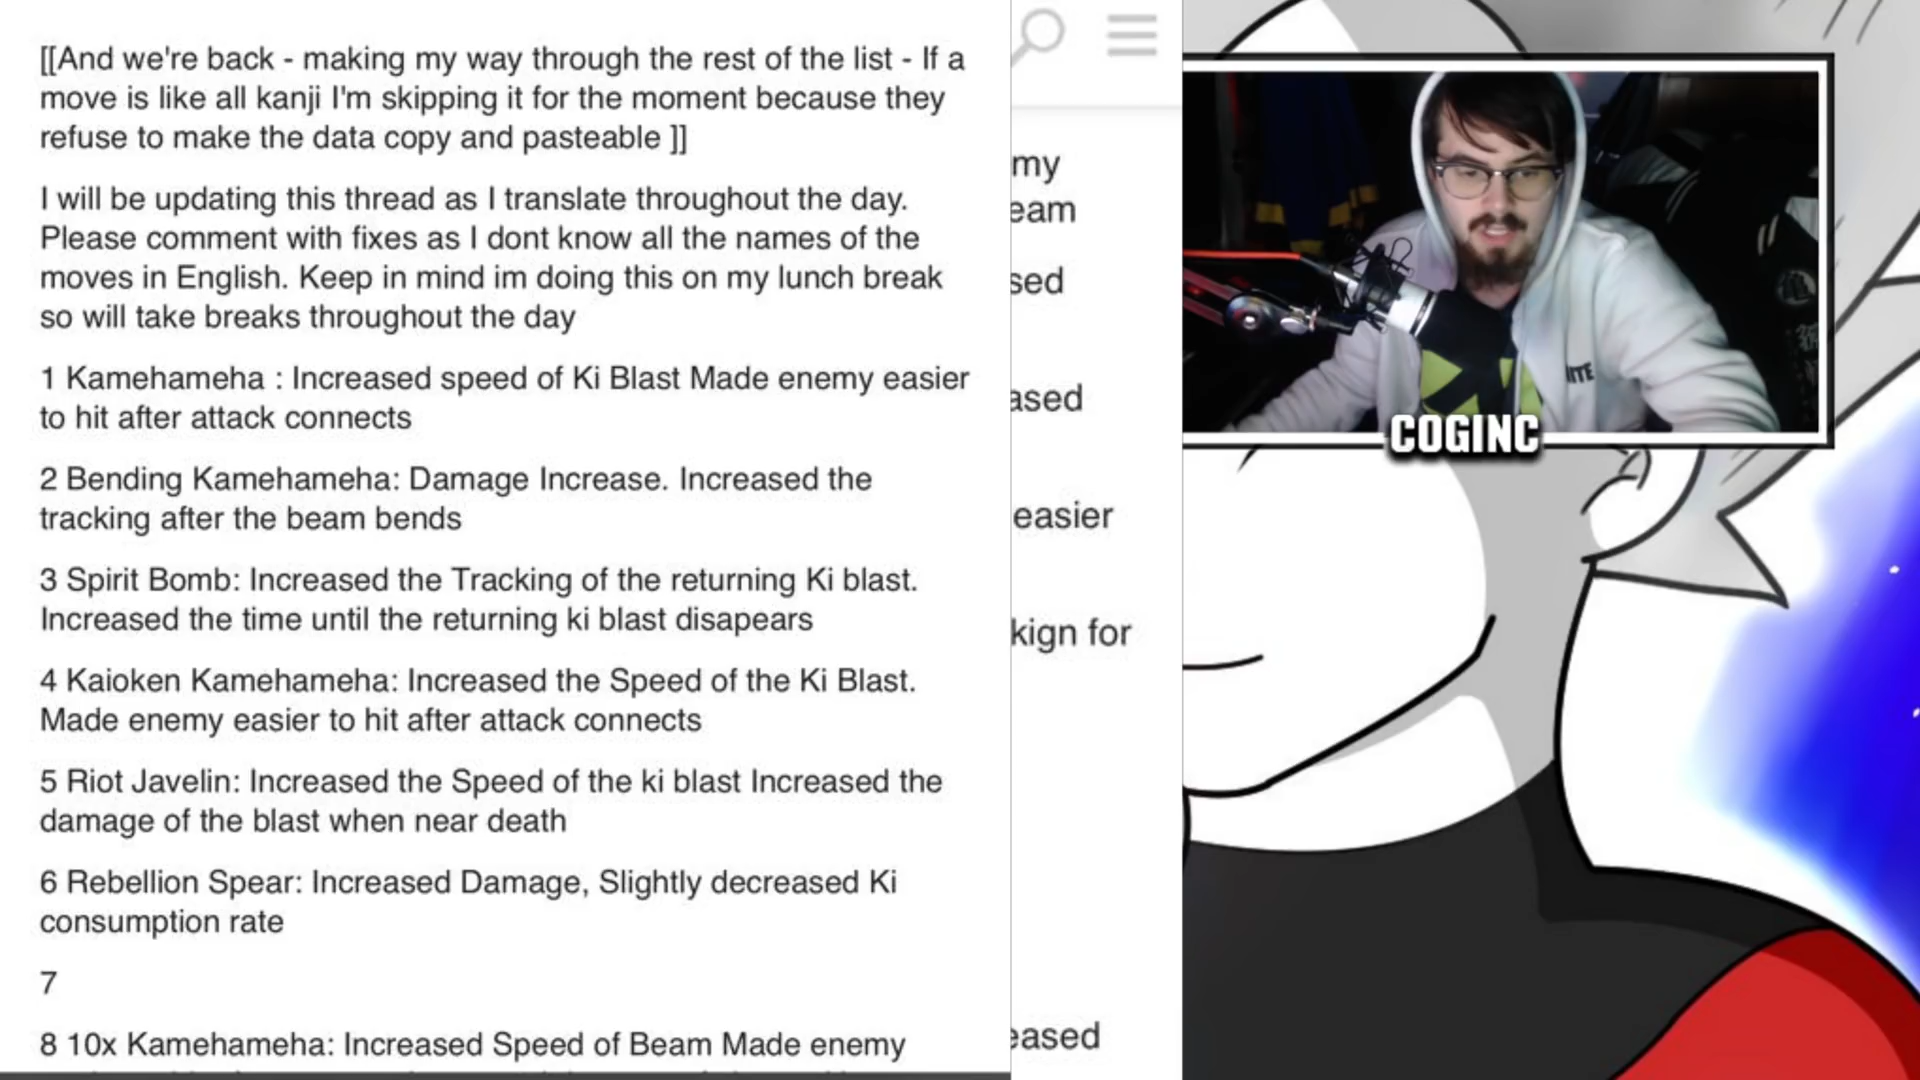 [[And we're back - making my way through the rest of the list - If a
move is like all kanji I'm skipping it for the moment because they
refuse to make the data copy and pasteable ]]
I will be updating this thread as I translate throughout the day.
Please comment with fixes as I dont know all the names of the
moves in English. Keep in mind im doing this on my lunch break
so will take breaks throughout the day
1 Kamehameha : Increased speed of Ki Blast Made enemy easier
to hit after attack connects
2 Bending Kamehameha: Damage Increase. Increased the
tracking after the beam bends
3 Spirit Bomb: Increased the Tracking of the returning Ki blast.
Increased the time until the returning ki blast disapears
4 Kaioken Kamehameha: Increased the Speed of the Ki Blast.
Made enemy easier to hit after attack connects
5 Riot Javelin: Increased the Speed of the ki blast Increased the
damage of the blast when near death
6 Rebellion Spear: Increased Damage, Slightly decreased Ki
consumption rate
7
8 10x Kamehameha: Increased Speed of Beam Made enemy
my
eam
sed
ased
easier
kign for
eased
COGINC